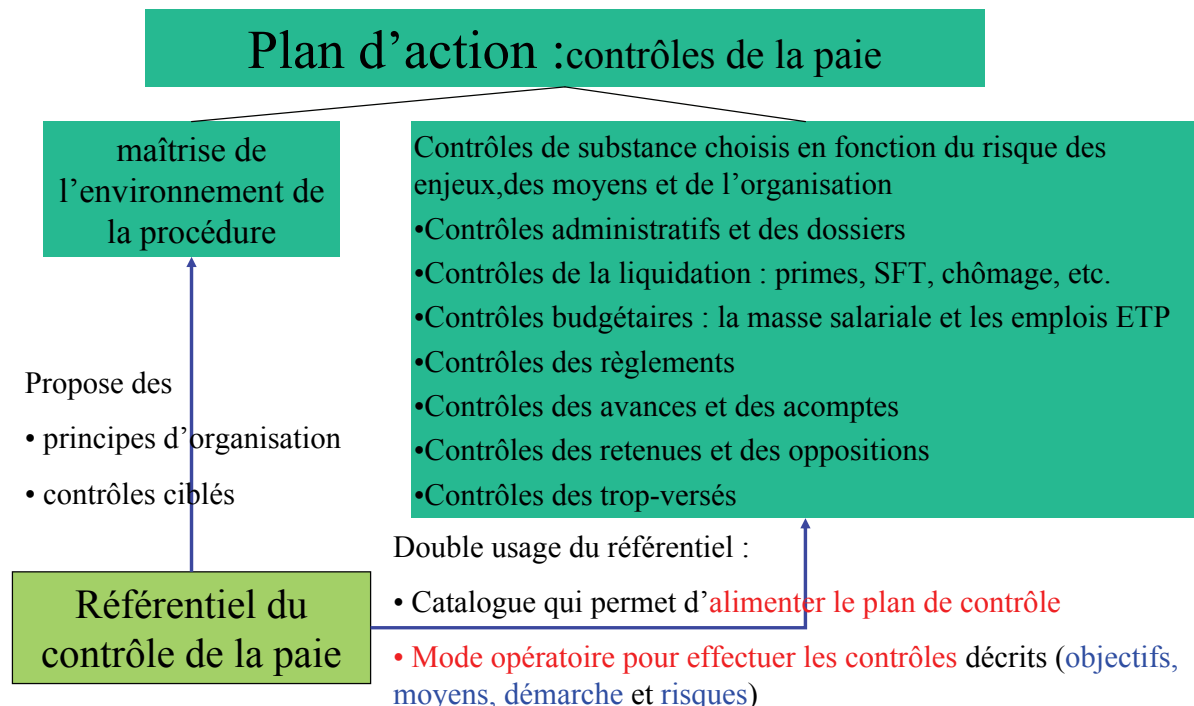 Plan d’action :contrôles de la paie
maîtrise de
l’environnement de
la procédure
Contrôles de substance choisis en fonction du risque des
enjeux,des moyens et de l’organisation
•Contrôles administratifs et des dossiers
•Contrôles de la liquidation : primes, SFT, chômage, etc.
•Contrôles budgétaires : la masse salariale et les emplois ETP
•Contrôles des règlements
•Contrôles des avances et des acomptes
•Contrôles des retenues et des oppositions
•Contrôles des trop-versés
Propose des
• principes d’organisation
• contrôles ciblés
Référentiel du
contrôle de la paie
Double usage du référentiel :
• Catalogue qui permet d’alimenter le plan de contrôle
• Mode opératoire pour effectuer les contrôles décrits (objectifs,
moyens, démarche et risques)